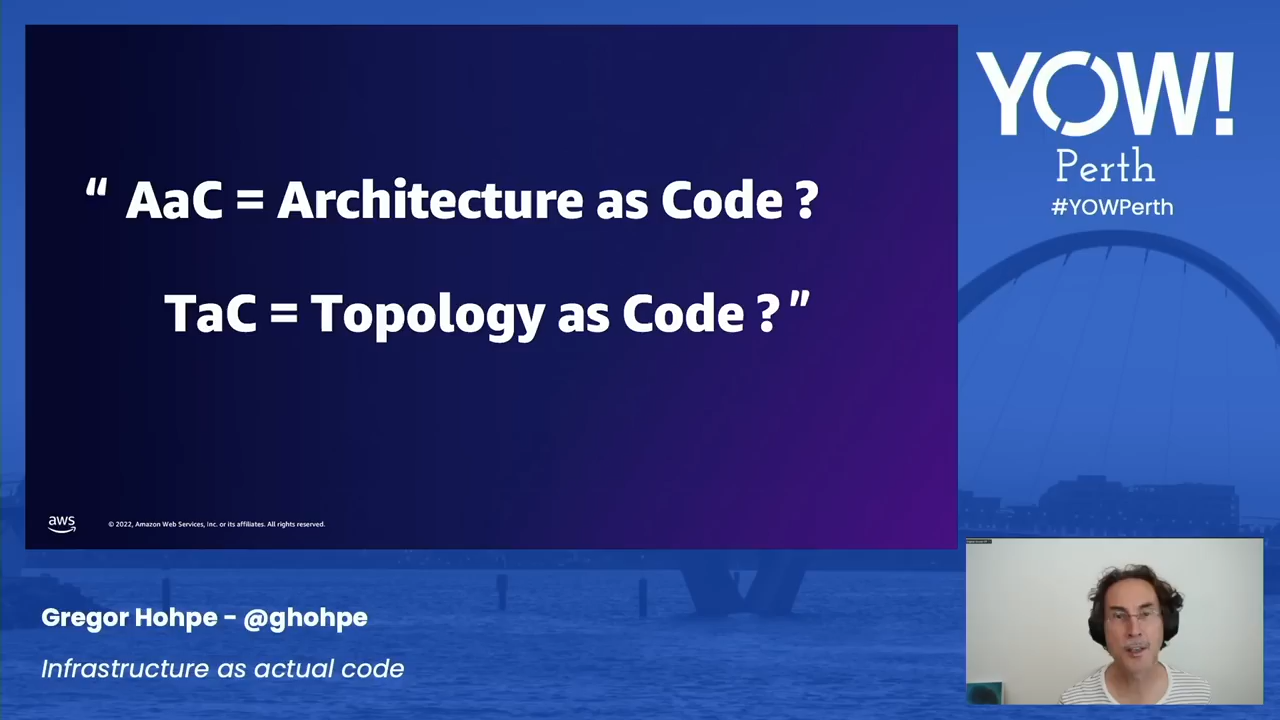 “ AaC = Architecture as Code ?
TaC = Topology as Code ? ”
aws
© 2022, Amazon Web Services, Inc. or its affiliates. All rights reserved.
YOW!
Perth
#YOWPerth
Gregor Hohpe - @ghohpe
Infrastructure as actual code